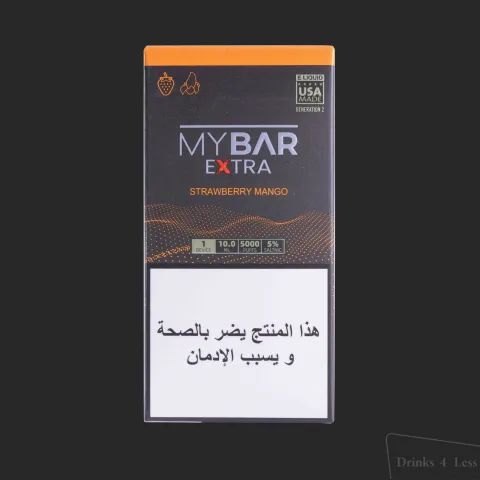 E LIQUID
USA
MADE
GENERATION 2
MYBAR
EXTRA
STRAWBERRY MANGO
1 10.0 5000 5%
DEVICE ML PUFFS SALTNIC
هذا المنتج يضر بالصحة
و يسبب الإدمان
Drinks 4 Less